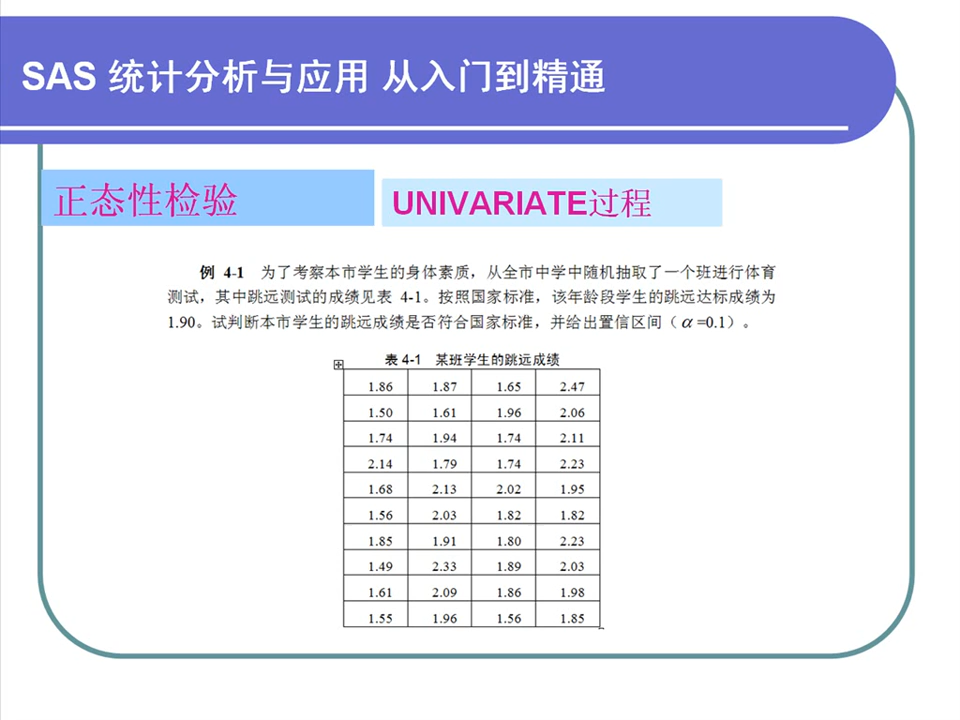 SAS 统计分析与应用 从入门到精通
正态性检验
UNIVARIATE过程
例 4-1 为了考察本市学生的身体素质，从全市中学中随机抽取了一个班进行体育
测试，其中跳远测试的成绩见表 4-1。按照国家标准，该年龄段学生的跳远达标成绩为
1.90。试判断本市学生的跳远成绩是否符合国家标准，并给出置信区间（α=0.1）。
表 4-1 某班学生的跳远成绩
1.86 1.87 1.65 2.47
1.50 1.61 1.96 2.06
1.74 1.94 1.74 2.11
2.14 1.79 1.74 2.23
1.68 2.13 2.02 1.95
1.56 2.03 1.82 1.82
1.85 1.91 1.80 2.23
1.49 2.33 1.89 2.03
1.61 2.09 1.86 1.98
1.55 1.96 1.56 1.85